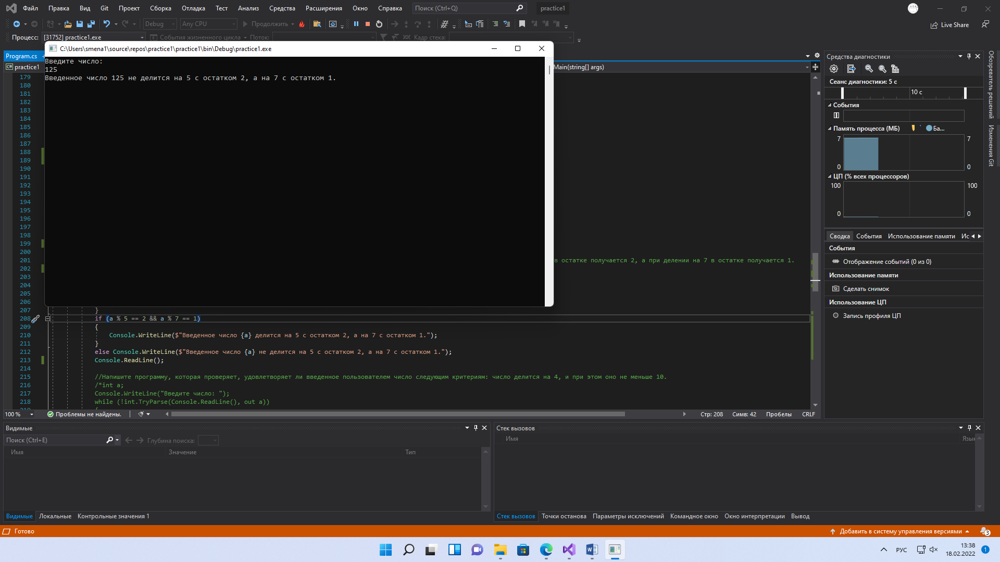 Файл Правка Вид Git Проект Сборка Отладка Тест Анализ Средства Расширения Окно Справка Поиск (Ctrl+Q) practice1
Debug Any CPU Продолжить Live Share
Процесс: [31752] practice1.exe События жизненного цикла Поток: Кадр стека:
C:\Users\smena1\source\repos\practice1\practice1\bin\Debug\practice1.exe
Введите число:
125
Введенное число 125 не делится на 5 с остатком 2, а на 7 с остатком 1.
Program.cs
practice1 Main(string[] args)
179
180
181
182
183
184
185
186
187
188
189
190
191
192
193
194
195
196
197
198
199
200
201 в остатке получается 2, а при делении на 7 в остатке получается 1.
202
203
204
205
206
207 }
208 if (a % 5 == 2 && a % 7 == 1)
209 {
210 Console.WriteLine($"Введенное число {a} делится на 5 с остатком 2, а на 7 с остатком 1.");
211 }
212 else Console.WriteLine($"Введенное число {a} не делится на 5 с остатком 2, а на 7 с остатком 1.");
213 Console.ReadLine();
214
215 //Напишите программу, которая проверяет, удовлетворяет ли введенное пользователем число следующим критериям: число делится на 4, и при этом оно не меньше 10.
216 /*int a;
217 Console.WriteLine("Введите число: ");
218 while (!int.TryParse(Console.ReadLine(), out a))
100 % Проблемы не найдены. Стр: 208 Симв: 42 Пробелы CRLF
Средства диагностики
Сеанс диагностики: 5 с
10 с
События
Память процесса (МБ) Ба...
7 7
0 0
ЦП (% всех процессоров)
100 100
0 0
Сводка События Использование памяти Ис
События
Отображение событий (0 из 0)
Использование памяти
Сделать снимок
Использование ЦП
Запись профиля ЦП
Обозреватель решений
Изменения Git
Видимые
Поиск (Ctrl+E) Глубина поиска:
Имя Значение Тип
Видимые Локальные Контрольные значения 1
Стек вызовов
Имя Язык
Стек вызовов Точки останова Параметры исключений Командное окно Окно интерпретации Вывод
Готово Добавить в систему управления версиями 3
РУС 13:38
18.02.2022 1